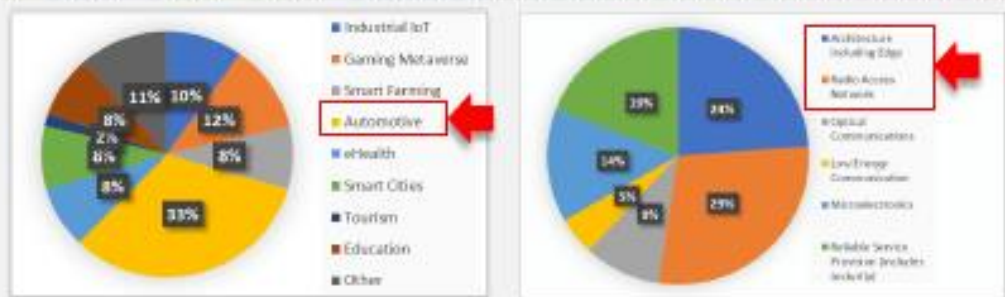 Industrial IoT
Gaming Metaverse
Smart Farming
Automotive
eHealth
Smart Cities
Tourism
Education
Other
11%
10%
12%
8%
33%
8%
8%
2%
8%
Architecture
Including Edge
Radio Access
Network
Optical
Communications
Low Energy
Communication
Microelectronics
Reliable Service
Provision (includes
19%
24%
14%
5%
29%